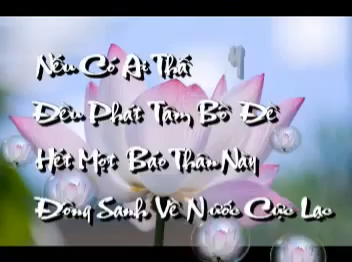 Nếu Có Ai Thấ
Đều Phát Tâm Bồ Đề
Hết Một Báo Thân Này
Đồng Sanh Về Nước Cực Lạc